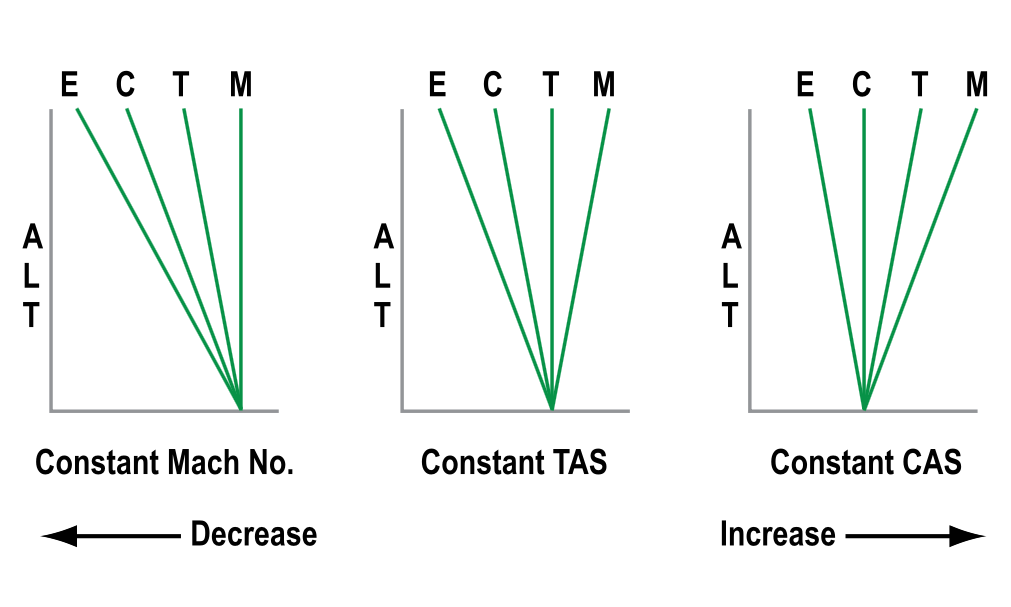 E C T M
E C T M
E C T M
A
L
T
A
L
T
A
L
T
Constant Mach No.
Constant TAS
Constant CAS
Decrease
Increase